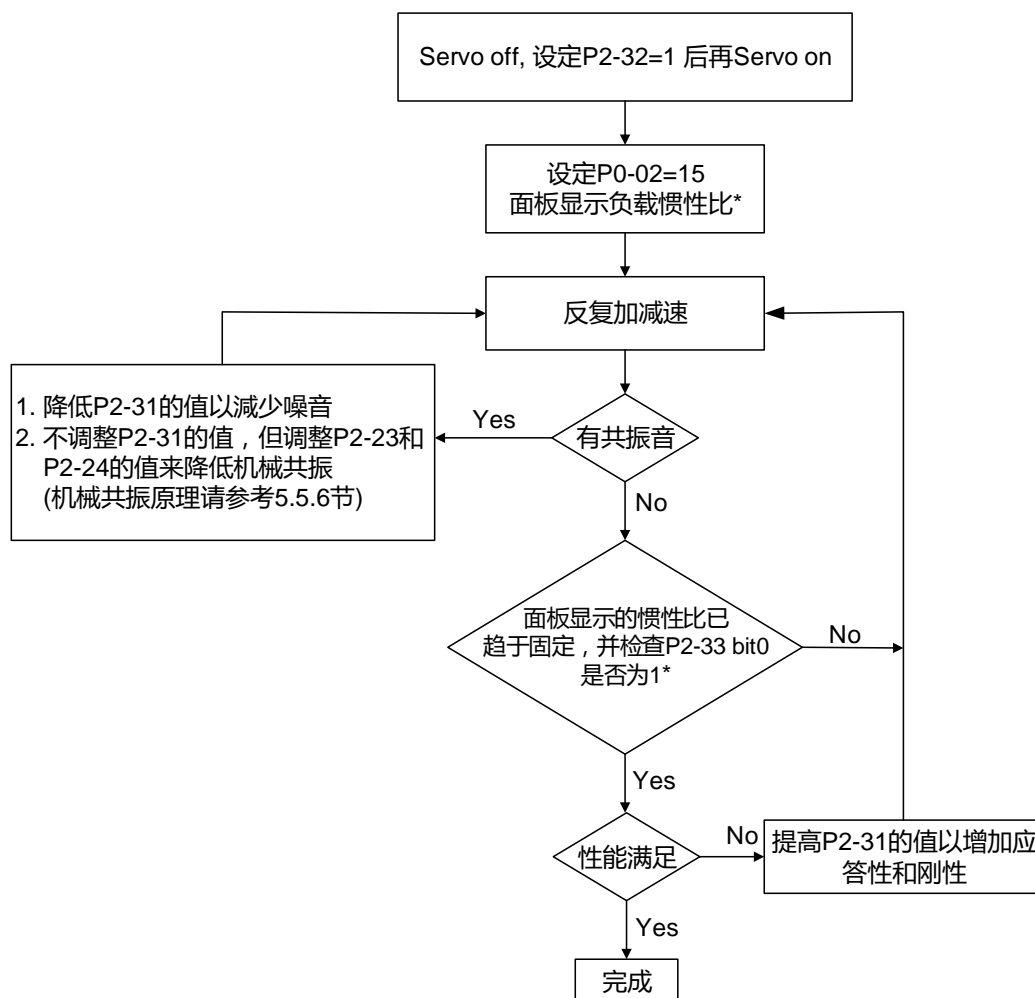 Servo off, 设定P2-32=1 后再Servo on
设定P0-02=15
面板显示负载惯性比*
反复加减速
1. 降低P2-31的值以減少噪音
2. 不调整P2-31的值，但调整P2-23和
P2-24的值来降低机械共振
(机械共振原理请参考5.5.6节)
Yes
有共振音
No
面板显示的惯性比已
趋于固定，并检查P2-33 bit0
是否为1*
No
Yes
性能满足
No
提高P2-31的值以增加应
答性和刚性
Yes
完成